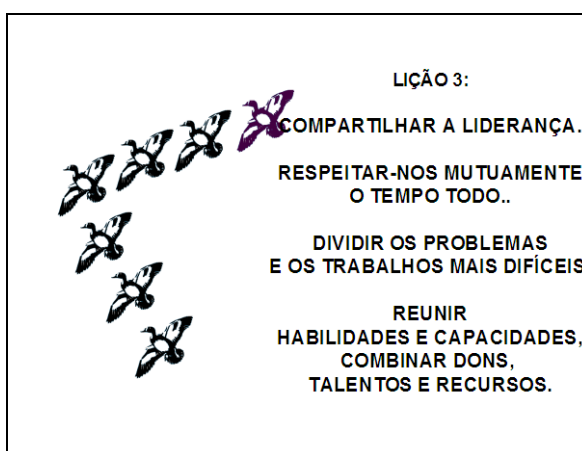 LIÇÃO 3:
COMPARTILHAR A LIDERANÇA.
RESPEITAR-NOS MUTUAMENTE
O TEMPO TODO..
DIVIDIR OS PROBLEMAS
E OS TRABALHOS MAIS DIFÍCEIS
REUNIR
HABILIDADES E CAPACIDADES,
COMBINAR DONS,
TALENTOS E RECURSOS.